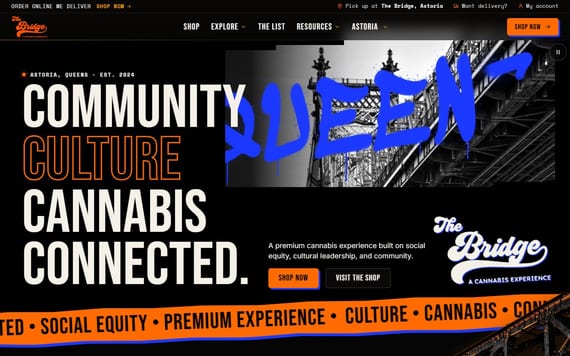 ORDER ONLINE WE DELIVER SHOP NOW →
Pick up at The Bridge, Astoria
Want delivery?
My account
The Bridge
SHOP
EXPLORE
THE LIST
RESOURCES
ASTORIA
SHOP NOW →
ASTORIA, QUEENS · EST. 2024
COMMUNITY
CULTURE
CANNABIS
CONNECTED.
QUEEN
A premium cannabis experience built on social
equity, cultural leadership, and community.
SHOP NOW
VISIT THE SHOP
The
Bridge
A CANNABIS EXPERIENCE
TED • SOCIAL EQUITY • PREMIUM EXPERIENCE • CULTURE • CANNABIS • CON